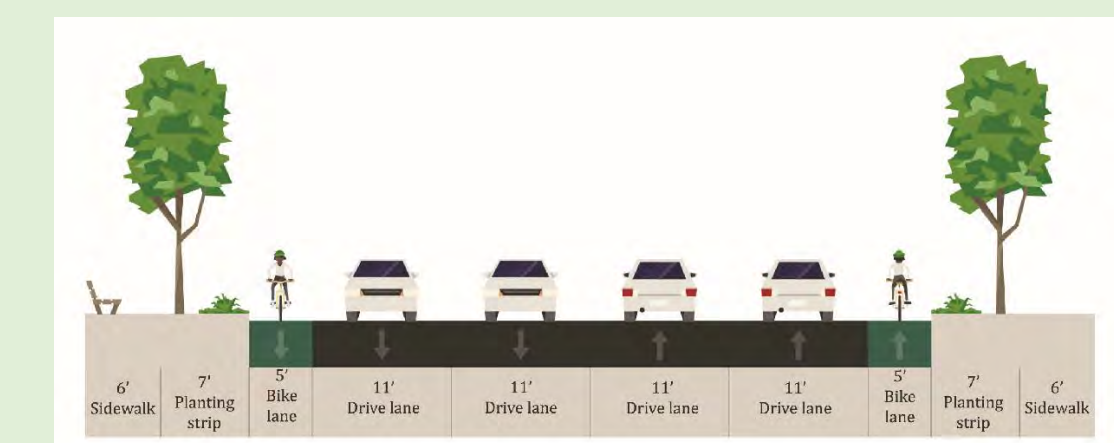 6'
Sidewalk
7'
Planting
strip
5'
Bike
lane
11'
Drive lane
11'
Drive lane
11'
Drive lane
11'
Drive lane
5'
Bike
lane
7'
Planting
strip
6'
Sidewalk